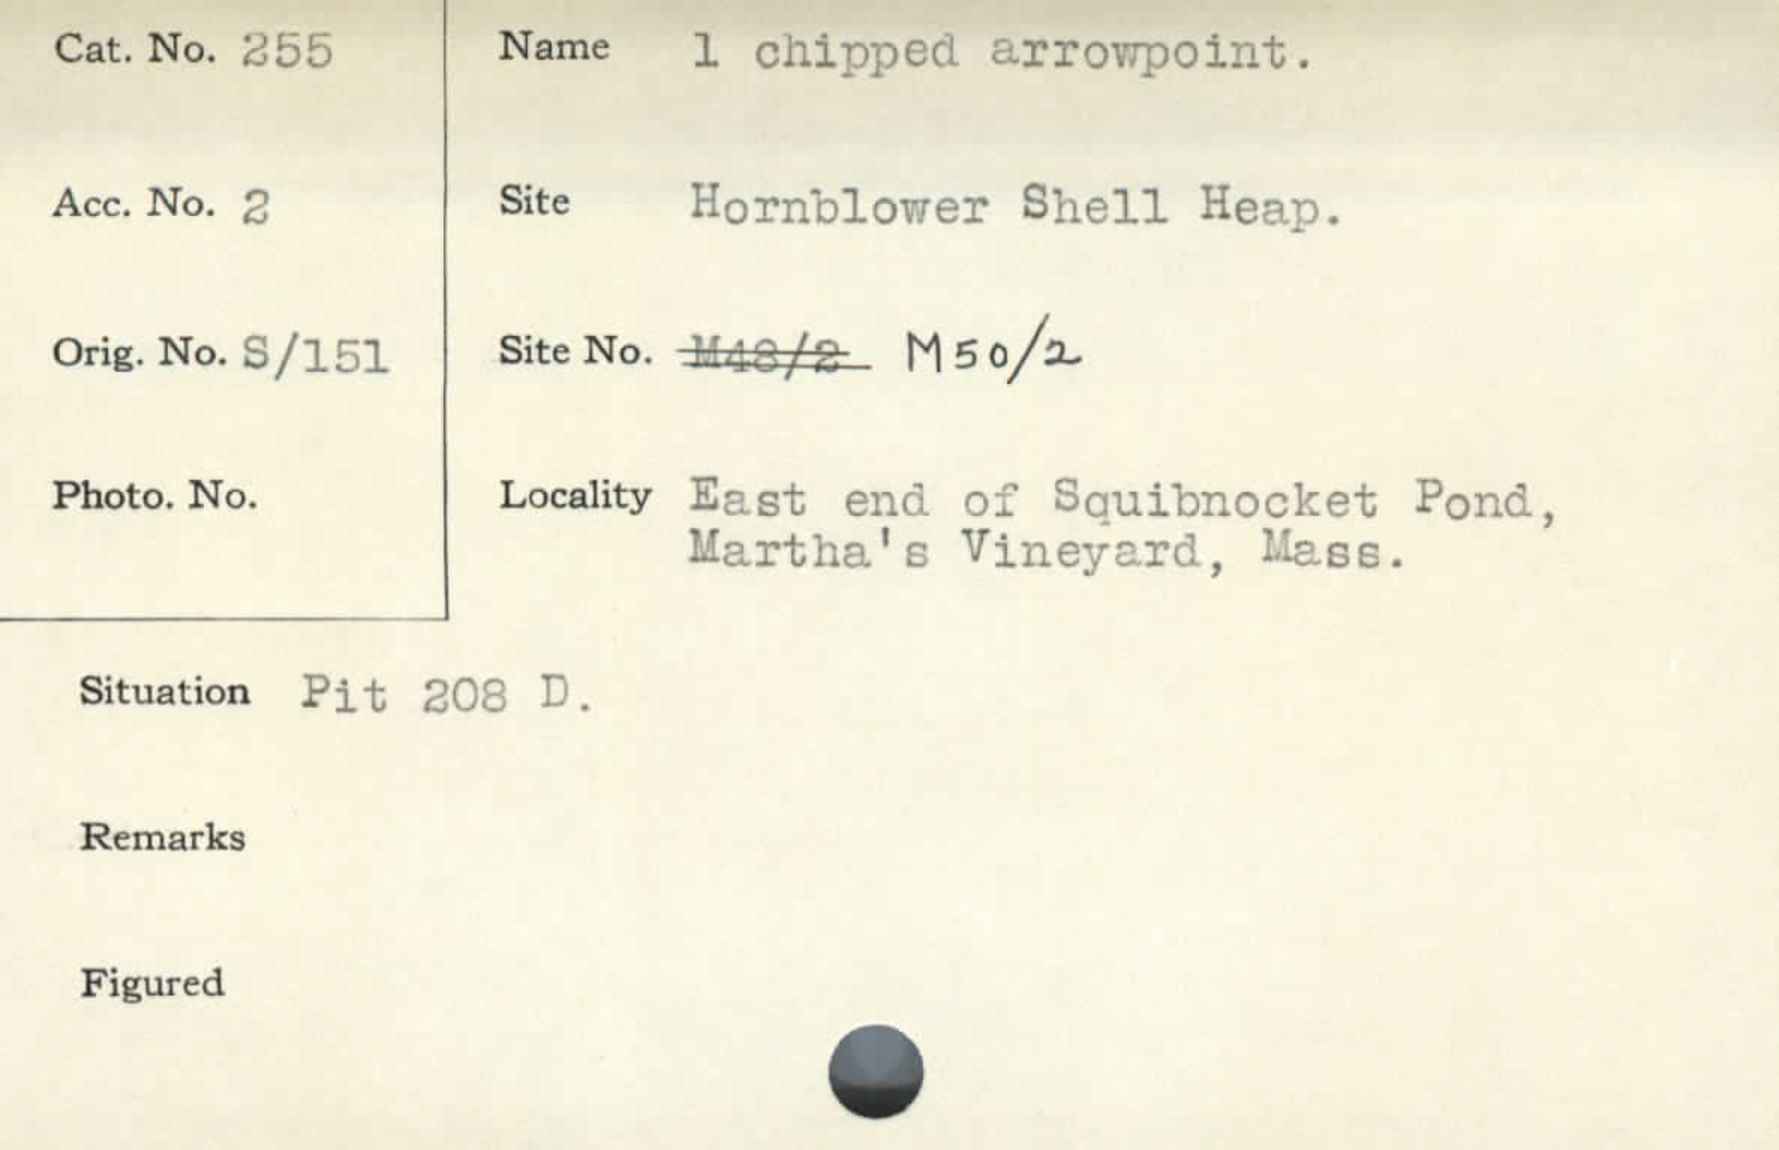 Cat. No. 255
Name 1 chipped arrowpoint.
Acc. No. 2
Site Hornblower Shell Heap.
Orig. No. S/151
Site No. M48/2 M50/2
Photo. No.
Locality East end of Squibnocket Pond,
Martha's Vineyard, Mass.
Situation Pit 208 D.
Remarks
Figured